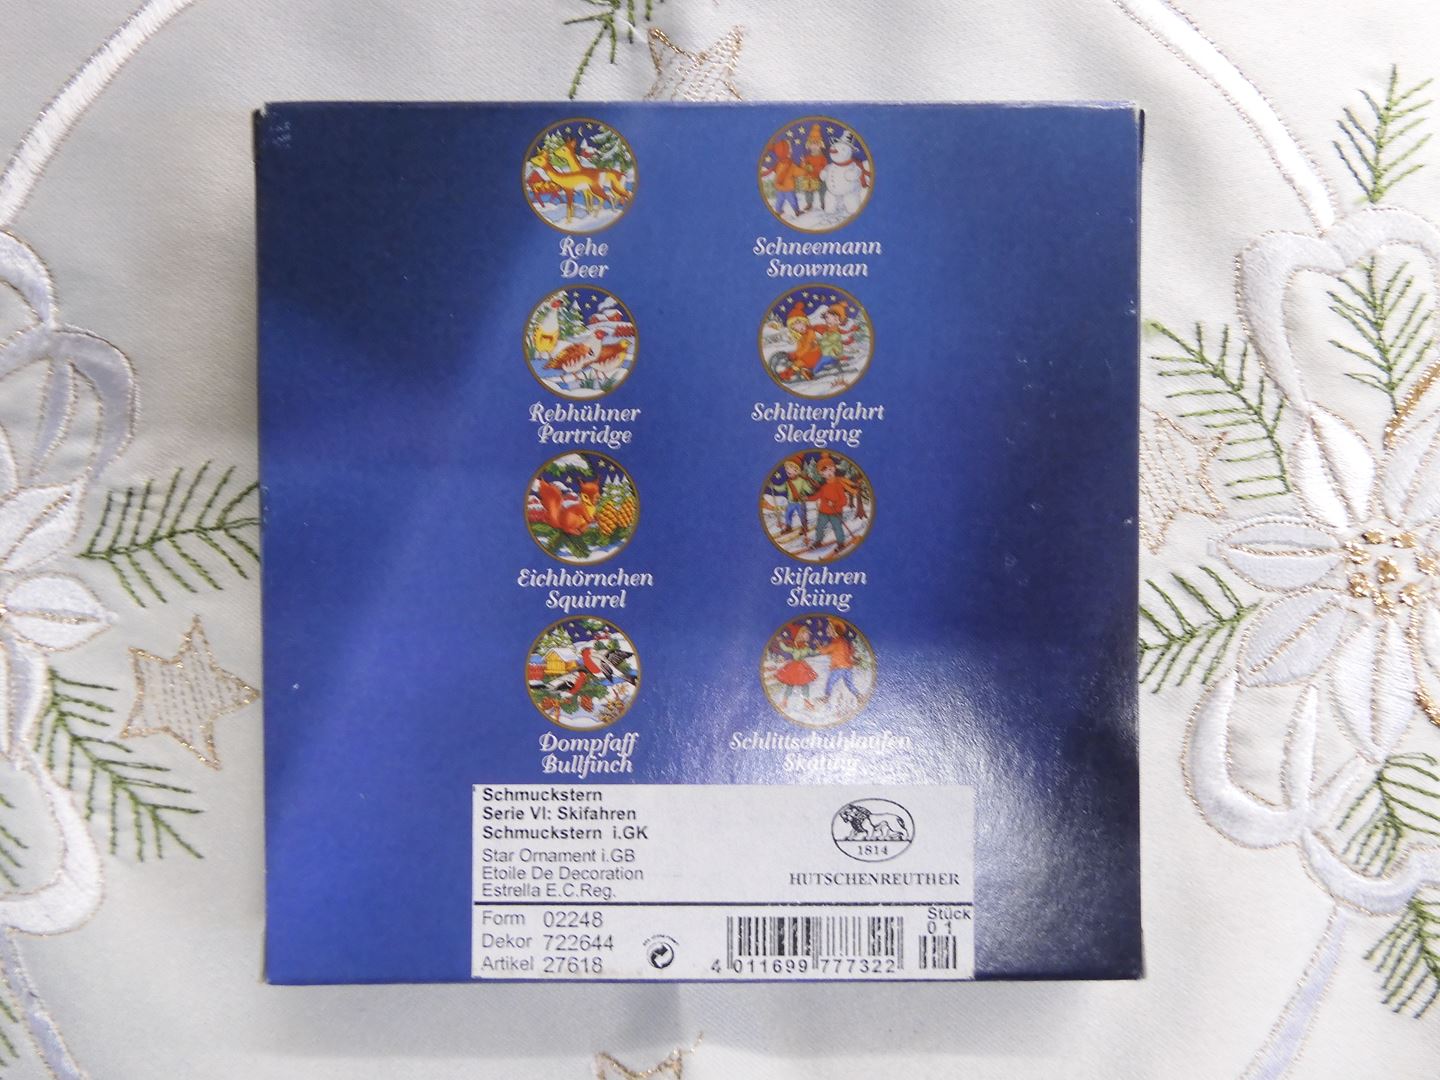 Rehe
Deer
Schneemann
Snowman
Rebhühner
Partridge
Schlittenfahrt
Sledging
Eichhörnchen
Squirrel
Skifahren
Skiing
Dompfaff
Bullfinch
Schlittschuhlaufen
Skating
Schmuckstern
Serie VI: Skifahren
Schmuckstern i.GK
Star Ornament i.GB
Etoile De Decoration
Estrella E.C.Reg.
1814
HUTSCHENREUTHER
Form 02248
Dekor 722644
Artikel 27618
Stück
01
4 011699 777322